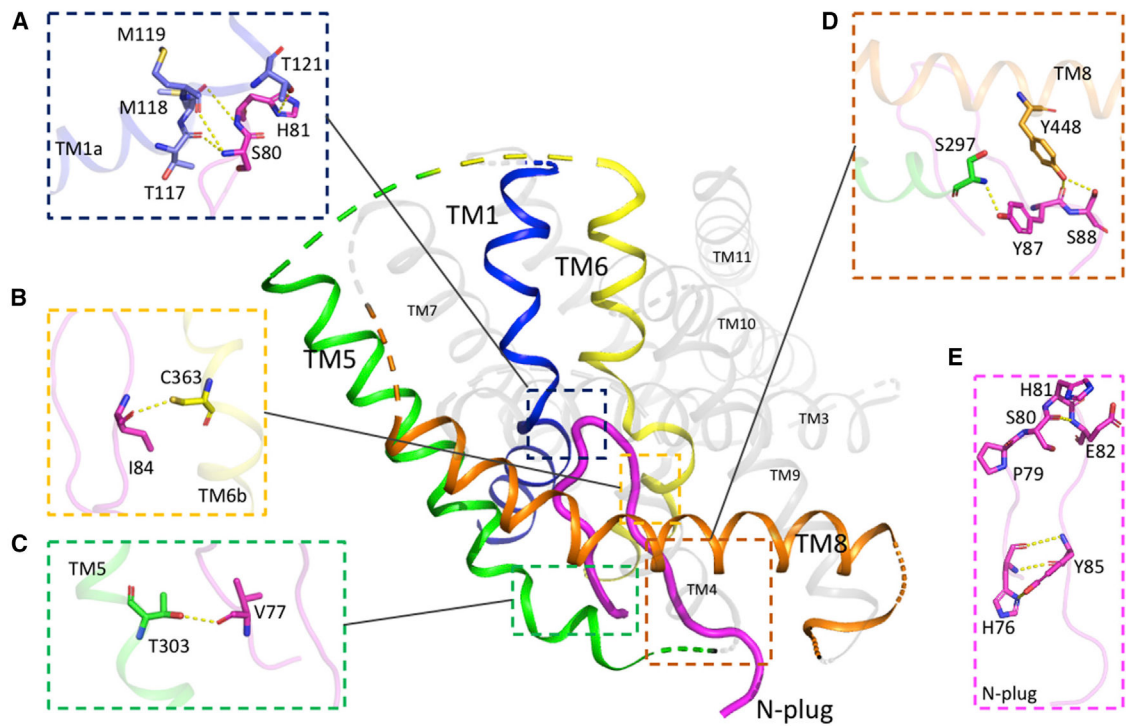 A
M119
T121
M118
H81
TM1a
S80
T117
B
C363
I84
TM6b
C
TM5
V77
T303
TM1
TM6
TM11
TM7
TM10
TM5
TM3
TM9
TM8
TM4
N-plug
D
TM8
S297
Y448
Y87
S88
E
H81
S80
E82
P79
Y85
H76
N-plug